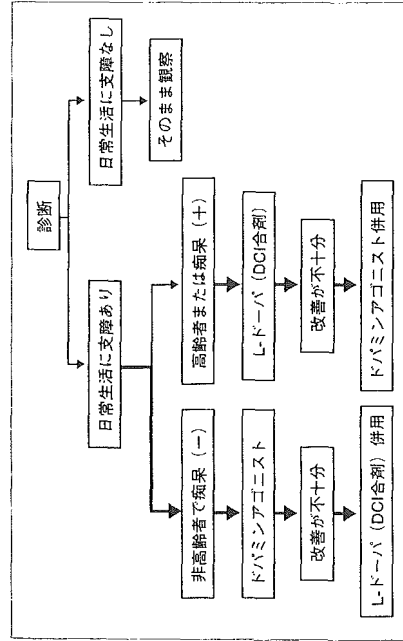 診断
日常生活に支障あり
日常生活に支障なし
そのまま観察
非高齢者で痴呆（－）
高齢者または痴呆（＋）
ドパミンアゴニスト
L-ドーパ（DCI合剤）
改善が不十分
改善が不十分
L-ドーパ（DCI合剤）併用
ドパミンアゴニスト併用